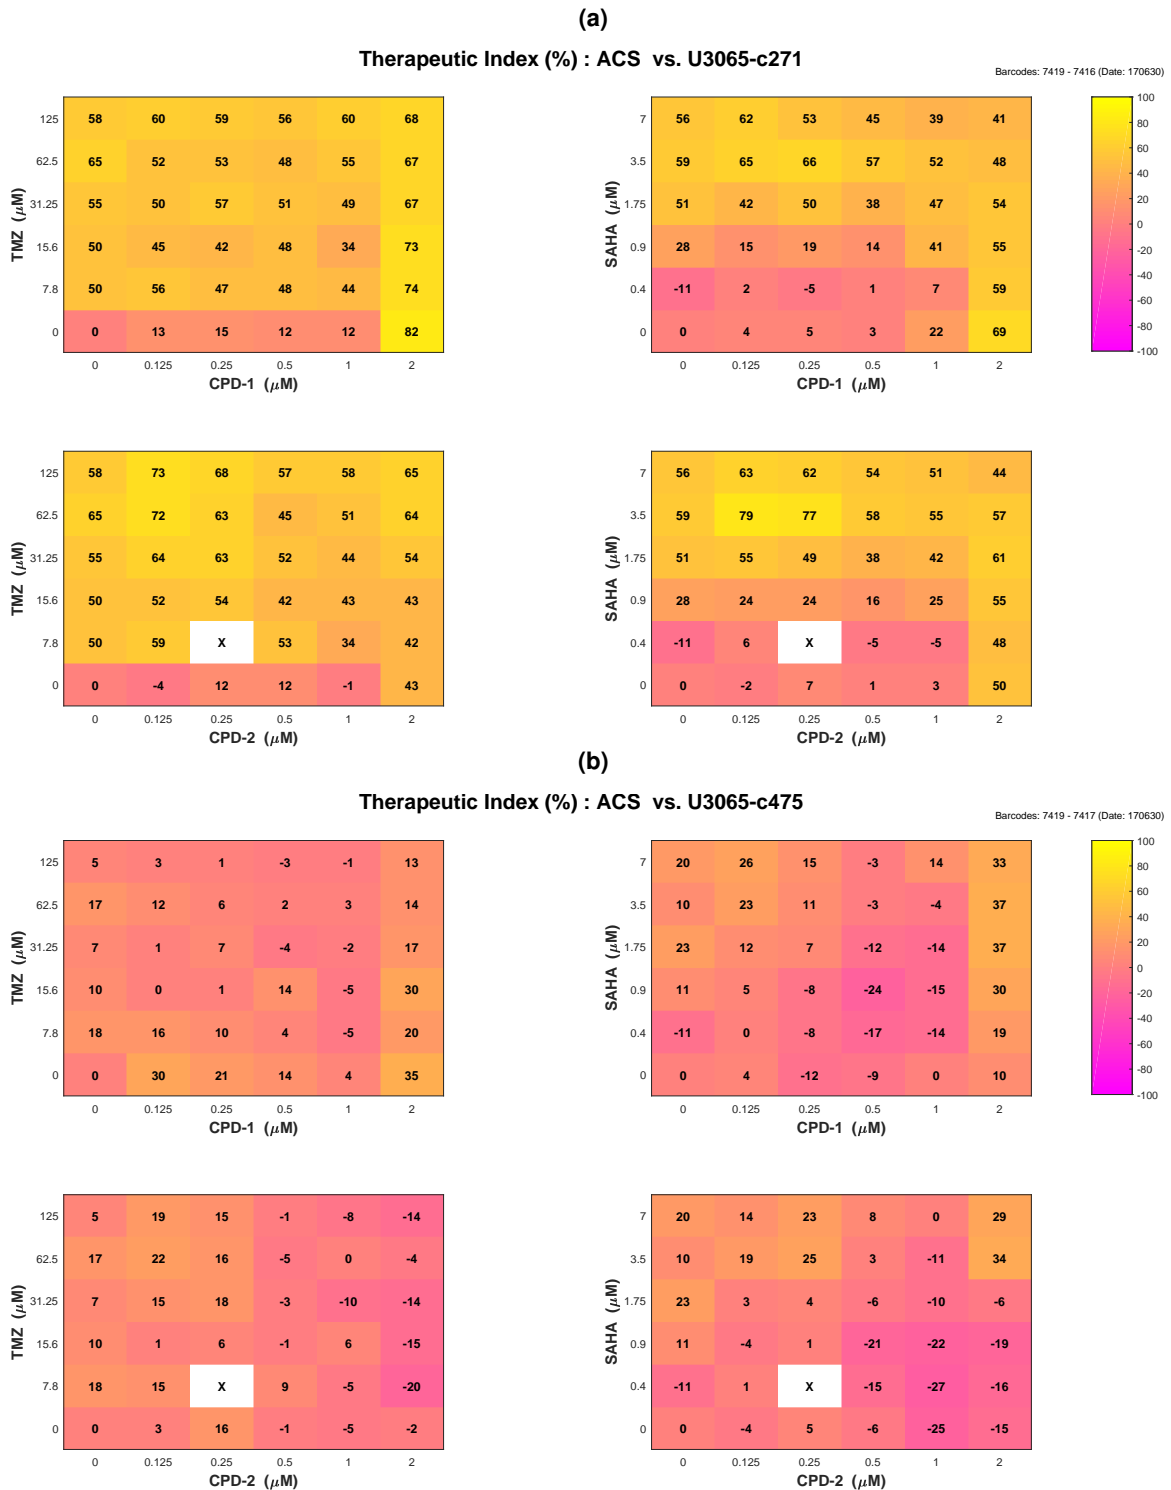 (a)
Therapeutic Index (%) : ACS vs. U3065-c271
Barcodes: 7419 - 7416 (Date: 170630)
TMZ (μM)
125 58 60 59 56 60 68
62.5 65 52 53 48 55 67
31.25 55 50 57 51 49 67
15.6 50 45 42 48 34 73
7.8 50 56 47 48 44 74
0 0 13 15 12 12 82
0 0.125 0.25 0.5 1 2
CPD-1 (μM)
SAHA (μM)
7 56 62 53 45 39 41
3.5 59 65 66 57 52 48
1.75 51 42 50 38 47 54
0.9 28 15 19 14 41 55
0.4 -11 2 -5 1 7 59
0 0 4 5 3 22 69
0 0.125 0.25 0.5 1 2
CPD-1 (μM)
100
80
60
40
20
0
-20
-40
-60
-80
-100
TMZ (μM)
125 58 73 68 57 58 65
62.5 65 72 63 45 51 64
31.25 55 64 63 52 44 54
15.6 50 52 54 42 43 43
7.8 50 59 X 53 34 42
0 0 -4 12 12 -1 43
0 0.125 0.25 0.5 1 2
CPD-2 (μM)
SAHA (μM)
7 56 63 62 54 51 44
3.5 59 79 77 58 55 57
1.75 51 55 49 38 42 61
0.9 28 24 24 16 25 55
0.4 -11 6 X -5 -5 48
0 0 -2 7 1 3 50
0 0.125 0.25 0.5 1 2
CPD-2 (μM)
(b)
Therapeutic Index (%) : ACS vs. U3065-c475
Barcodes: 7419 - 7417 (Date: 170630)
TMZ (μM)
125 5 3 1 -3 -1 13
62.5 17 12 6 2 3 14
31.25 7 1 7 -4 -2 17
15.6 10 0 1 14 -5 30
7.8 18 16 10 4 -5 20
0 0 30 21 14 4 35
0 0.125 0.25 0.5 1 2
CPD-1 (μM)
SAHA (μM)
7 20 26 15 -3 14 33
3.5 10 23 11 -3 -4 37
1.75 23 12 7 -12 -14 37
0.9 11 5 -8 -24 -15 30
0.4 -11 0 -8 -17 -14 19
0 0 4 -12 -9 0 10
0 0.125 0.25 0.5 1 2
CPD-1 (μM)
100
80
60
40
20
0
-20
-40
-60
-80
-100
TMZ (μM)
125 5 19 15 -1 -8 -14
62.5 17 22 16 -5 0 -4
31.25 7 15 18 -3 -10 -14
15.6 10 1 6 -1 6 -15
7.8 18 15 X 9 -5 -20
0 0 3 16 -1 -5 -2
0 0.125 0.25 0.5 1 2
CPD-2 (μM)
SAHA (μM)
7 20 14 23 8 0 29
3.5 10 19 25 3 -11 34
1.75 23 3 4 -6 -10 -6
0.9 11 -4 1 -21 -22 -19
0.4 -11 1 X -15 -27 -16
0 0 -4 5 -6 -25 -15
0 0.125 0.25 0.5 1 2
CPD-2 (μM)